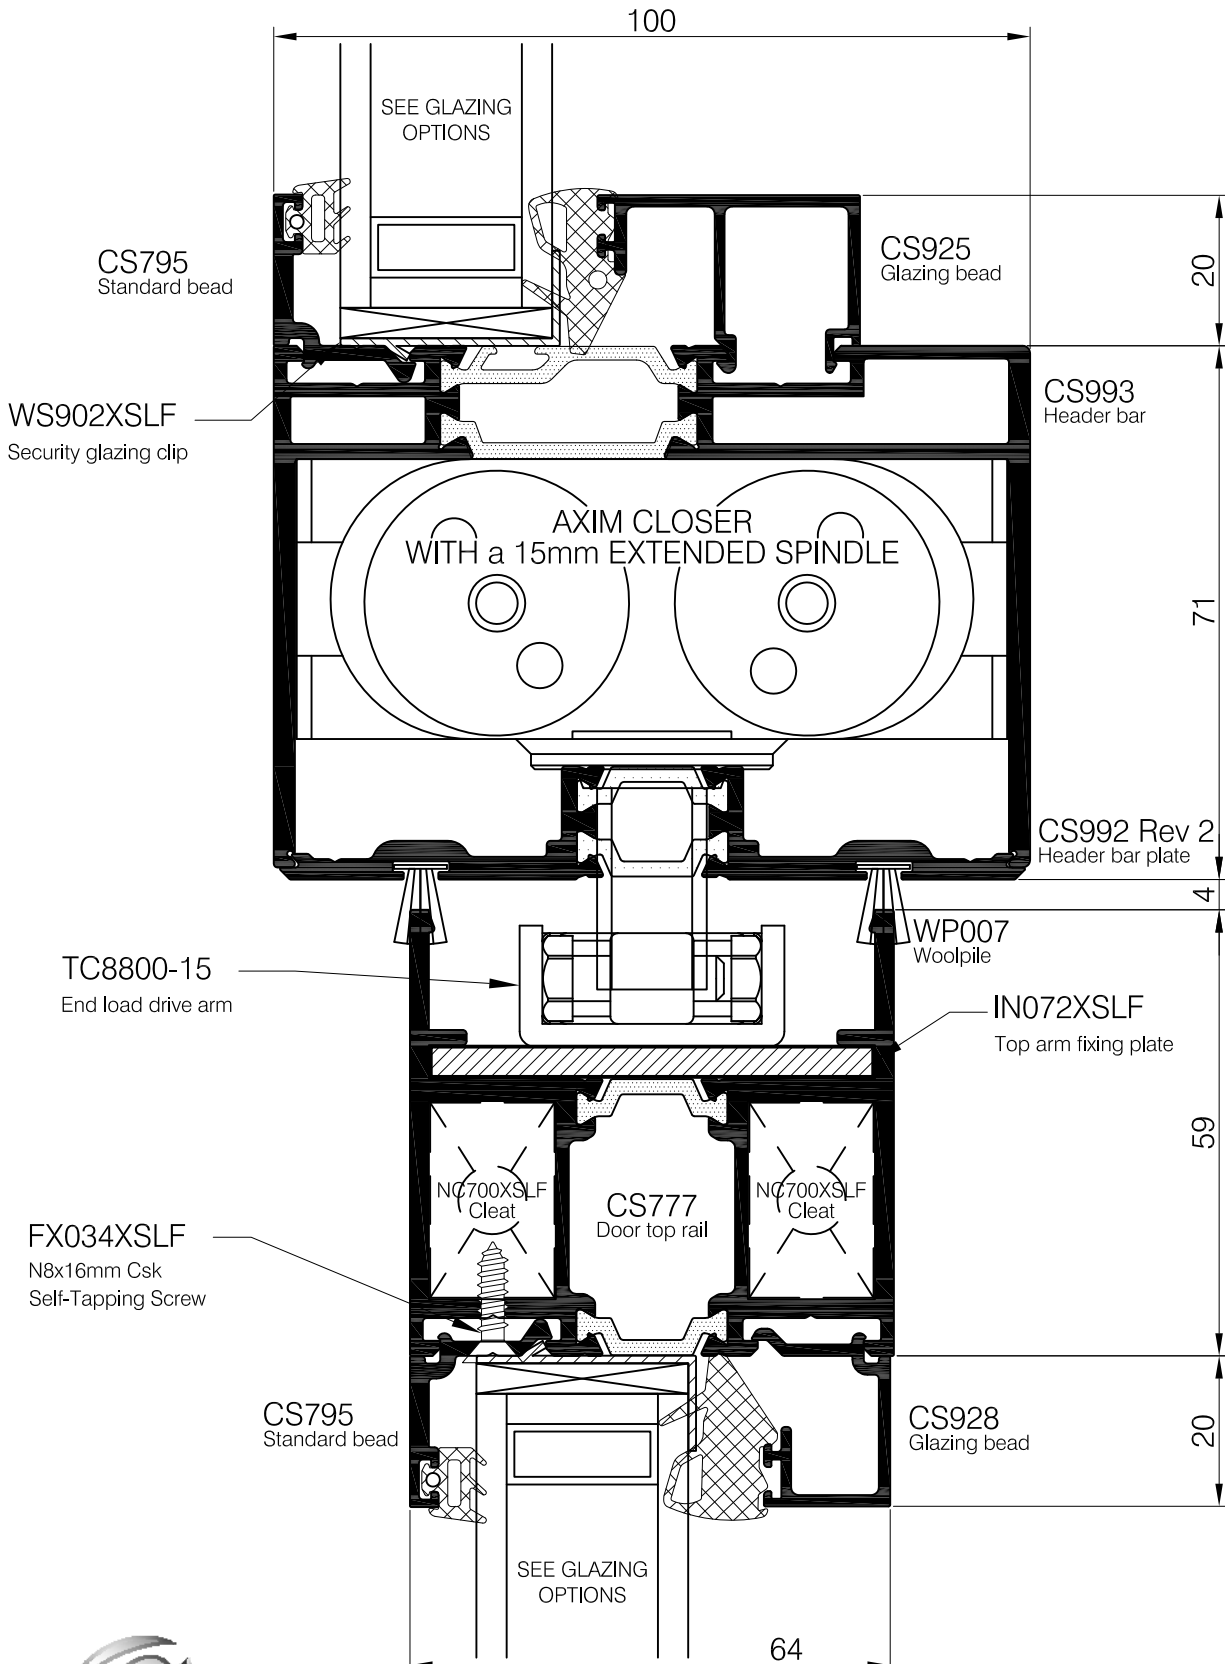 100
SEE GLAZING
OPTIONS
CS795
Standard bead
CS925
Glazing bead
20
WS902XSLF
Security glazing clip
CS993
Header bar
AXIM CLOSER
WITH a 15mm EXTENDED SPINDLE
71
CS992 Rev 2
Header bar plate
4
WP007
Woolpile
TC8800-15
End load drive arm
IN072XSLF
Top arm fixing plate
59
NC700XSLF
Cleat
CS777
Door top rail
NC700XSLF
Cleat
FX034XSLF
N8x16mm Csk
Self-Tapping Screw
CS795
Standard bead
CS928
Glazing bead
20
SEE GLAZING
OPTIONS
64